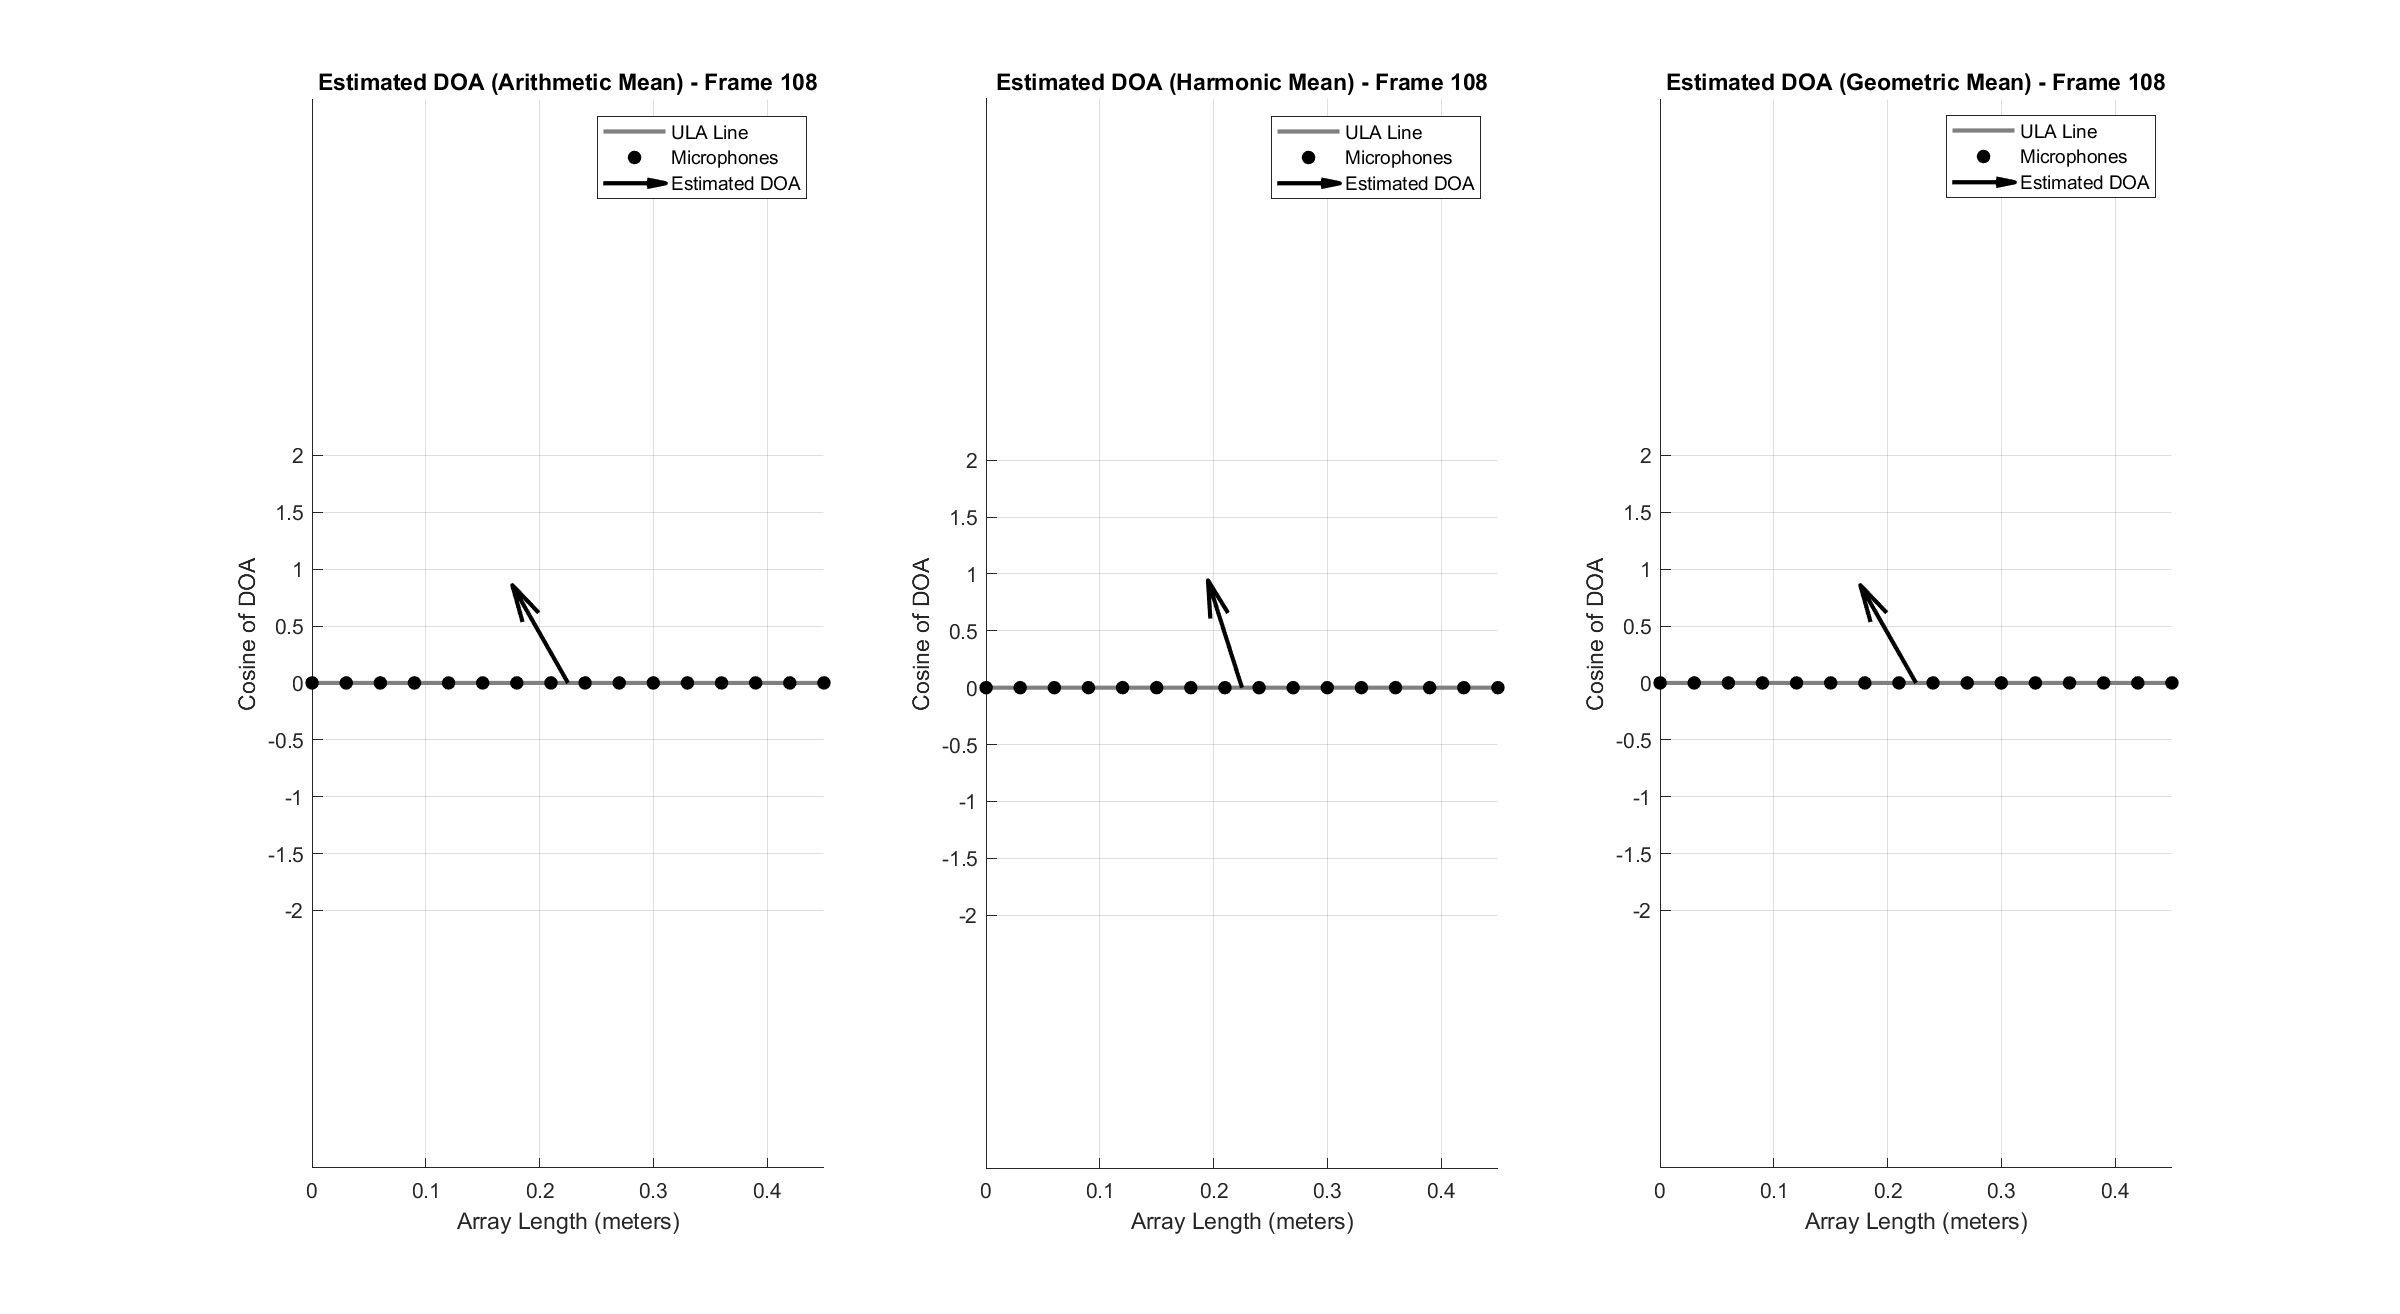 Estimated DOA (Arithmetic Mean) - Frame 108
ULA Line
Microphones
Estimated DOA
Cosine of DOA
2
1.5
1
0.5
0
-0.5
-1
-1.5
-2
0 0.1 0.2 0.3 0.4
Array Length (meters)
Estimated DOA (Harmonic Mean) - Frame 108
ULA Line
Microphones
Estimated DOA
Cosine of DOA
2
1.5
1
0.5
0
-0.5
-1
-1.5
-2
0 0.1 0.2 0.3 0.4
Array Length (meters)
Estimated DOA (Geometric Mean) - Frame 108
ULA Line
Microphones
Estimated DOA
Cosine of DOA
2
1.5
1
0.5
0
-0.5
-1
-1.5
-2
0 0.1 0.2 0.3 0.4
Array Length (meters)